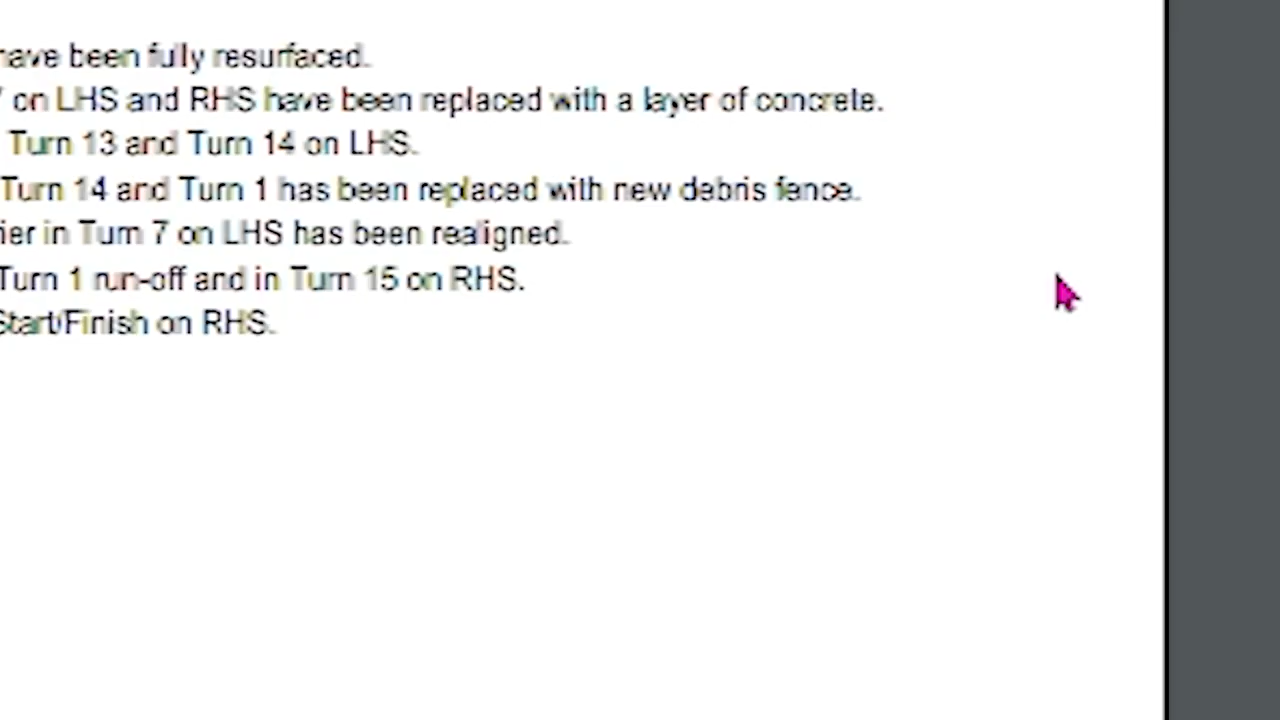 have been fully resurfaced.
on LHS and RHS have been replaced with a layer of concrete.
Turn 13 and Turn 14 on LHS.
Turn 14 and Turn 1 has been replaced with new debris fence.
in Turn 7 on LHS has been realigned.
Turn 1 run-off and in Turn 15 on RHS.
Start/Finish on RHS.